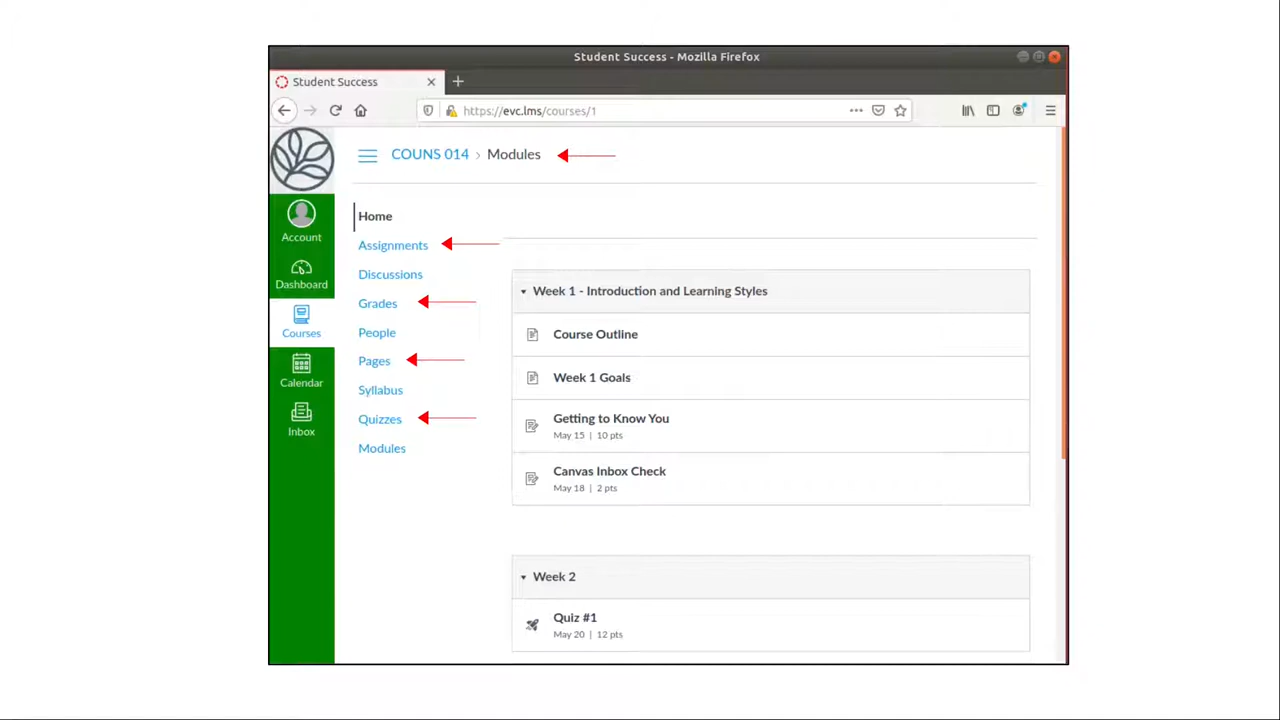 Student Success - Mozilla Firefox
Student Success
https://evc.lms/courses/1
COUNS 014 › Modules
Account
Dashboard
Courses
Calendar
Inbox
Home
Assignments
Discussions
Grades
People
Pages
Syllabus
Quizzes
Modules
Week 1 - Introduction and Learning Styles
Course Outline
Week 1 Goals
Getting to Know You
May 15 | 10 pts
Canvas Inbox Check
May 18 | 2 pts
Week 2
Quiz #1
May 20 | 12 pts